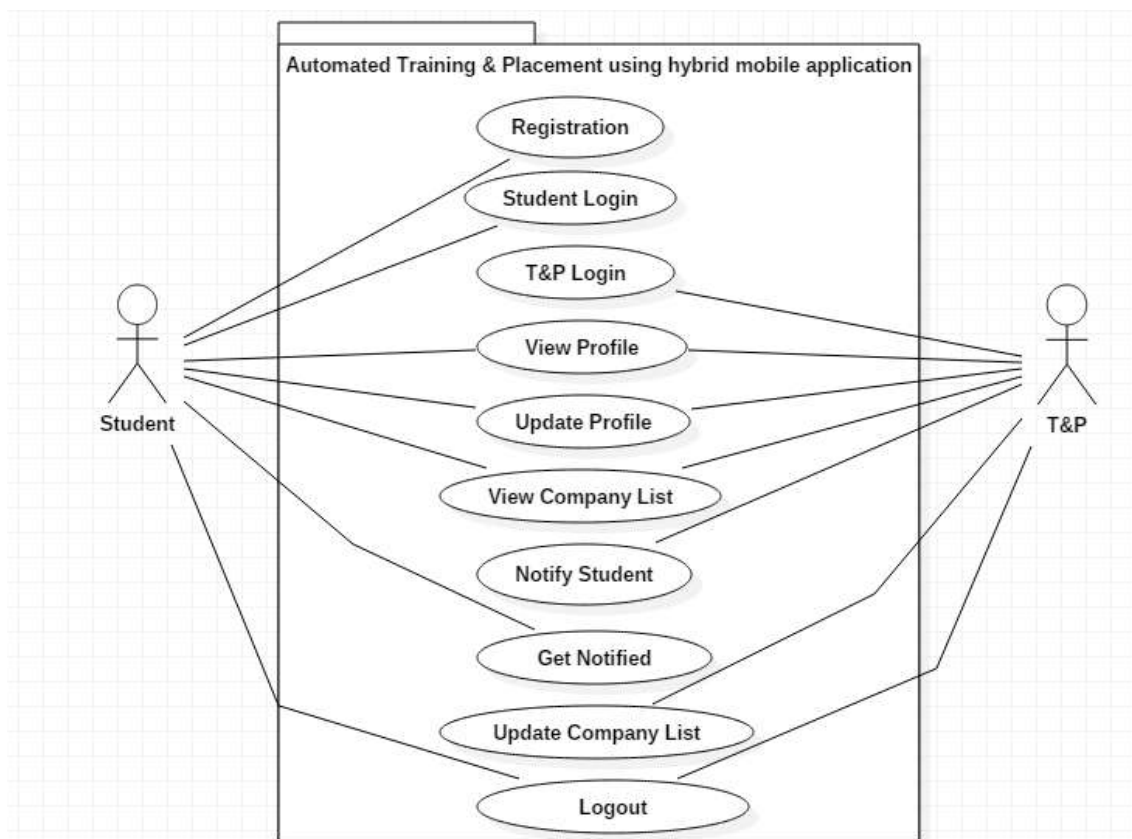 Automated Training & Placement using hybrid mobile application
Registration
Student Login
T&P Login
View Profile
Student
Update Profile
T&P
View Company List
Notify Student
Get Notified
Update Company List
Logout